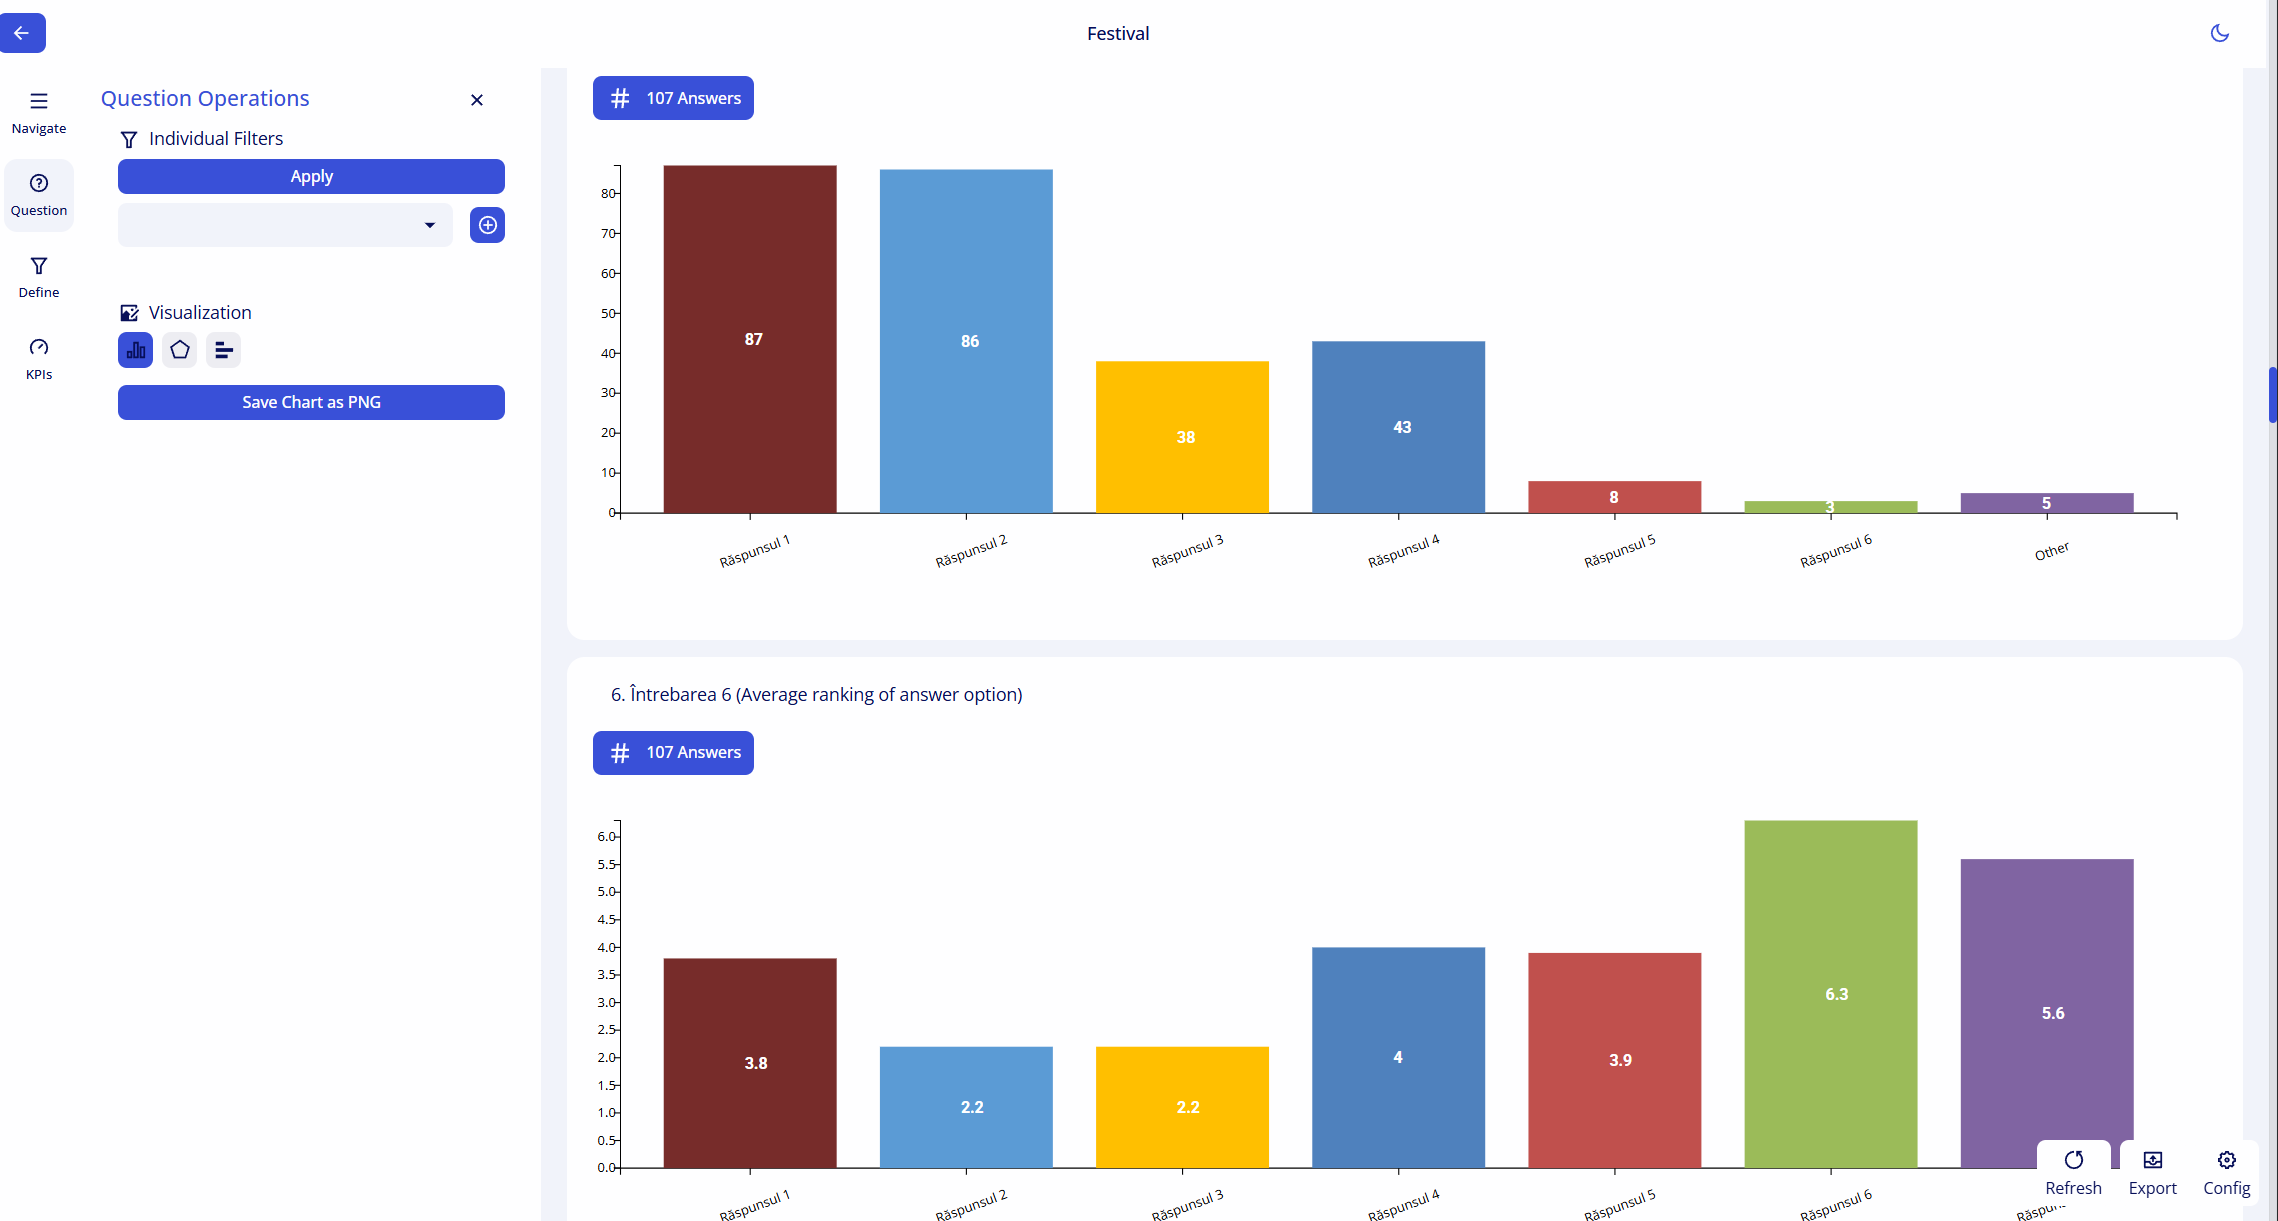 Festival
Navigate
Question
Define
KPIs
Question Operations
Individual Filters
Apply
Visualization
Save Chart as PNG
# 107 Answers
80
70
60
50
40
30
20
10
0
87
86
38
43
8
3
5
Răspunsul 1
Răspunsul 2
Răspunsul 3
Răspunsul 4
Răspunsul 5
Răspunsul 6
Other
6. Întrebarea 6 (Average ranking of answer option)
# 107 Answers
6.0
5.5
5.0
4.5
4.0
3.5
3.0
2.5
2.0
1.5
1.0
0.5
0.0
3.8
2.2
2.2
4
3.9
6.3
5.6
Răspunsul 1
Răspunsul 2
Răspunsul 3
Răspunsul 4
Răspunsul 5
Răspunsul 6
Refresh
Export
Config